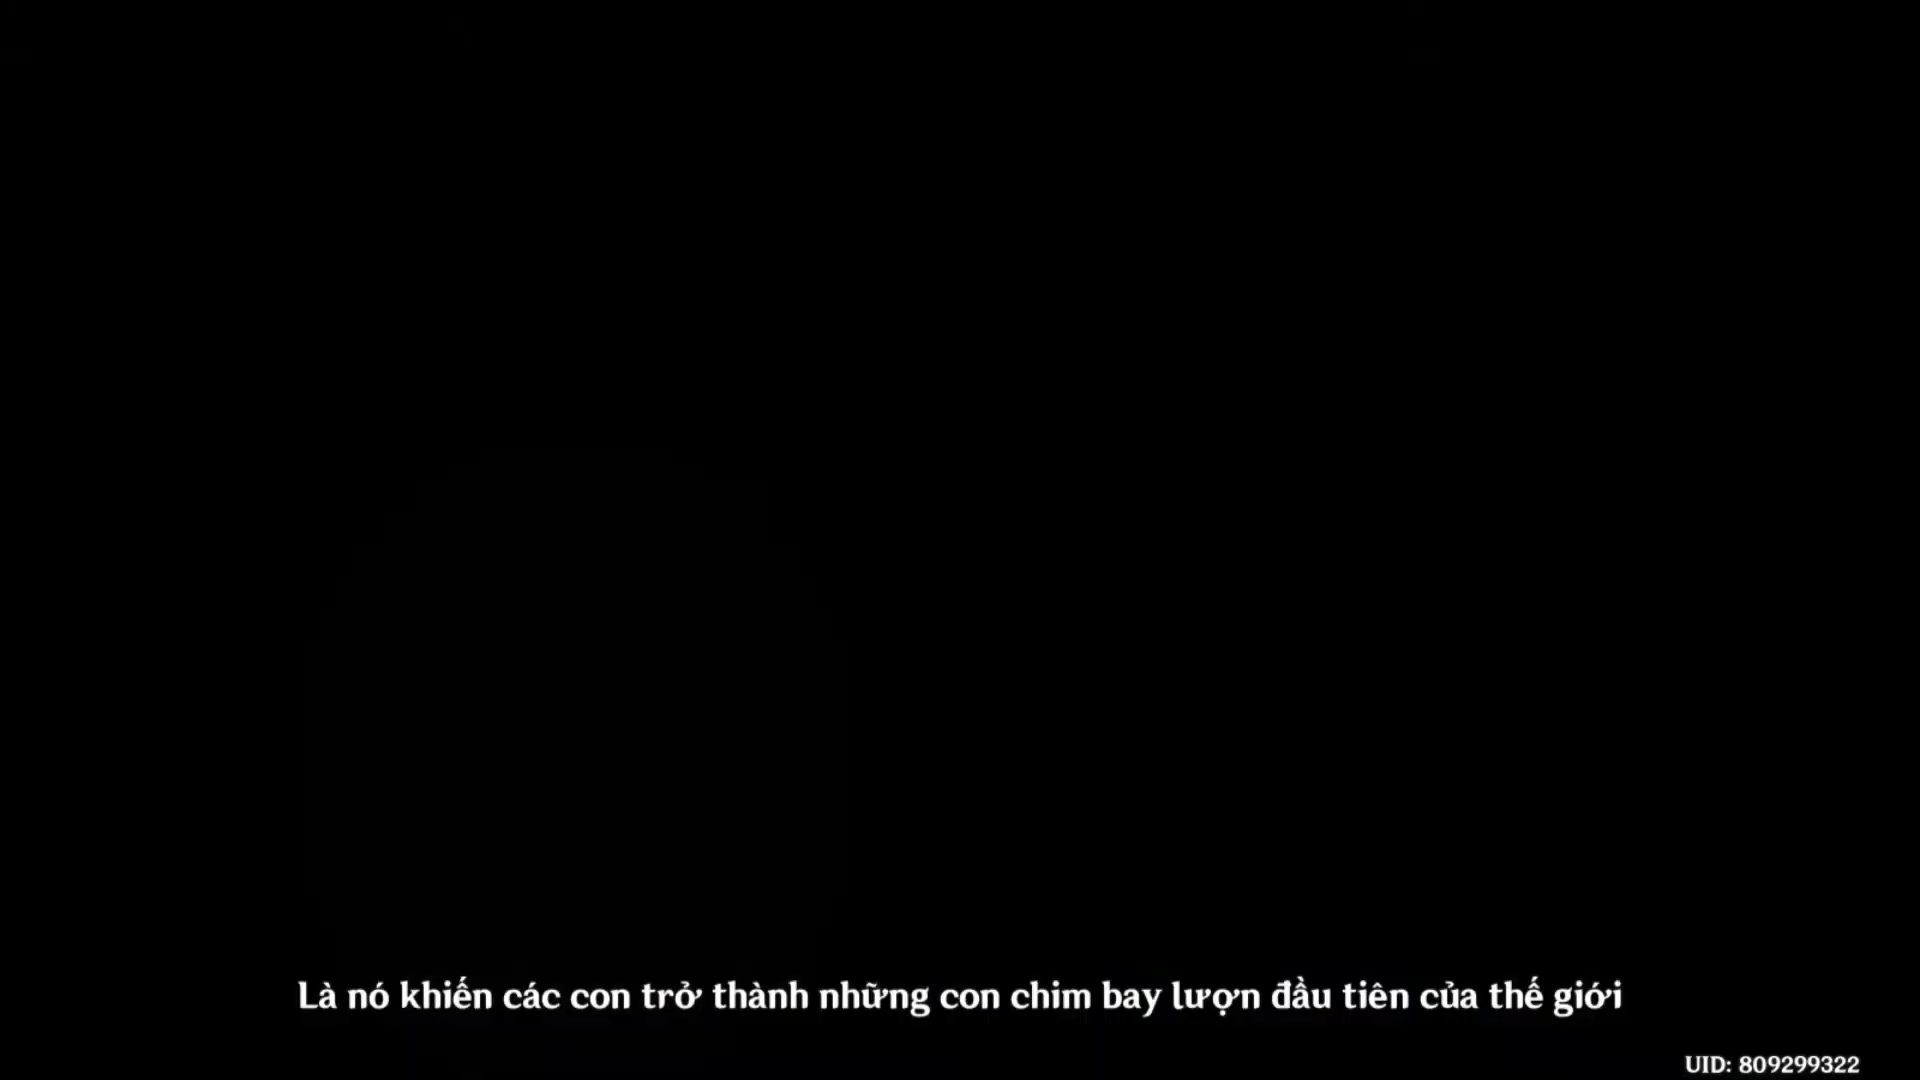 Là nó khiến các con trở thành những con chim bay lượn đầu tiên của thế giới
UID: 809299322